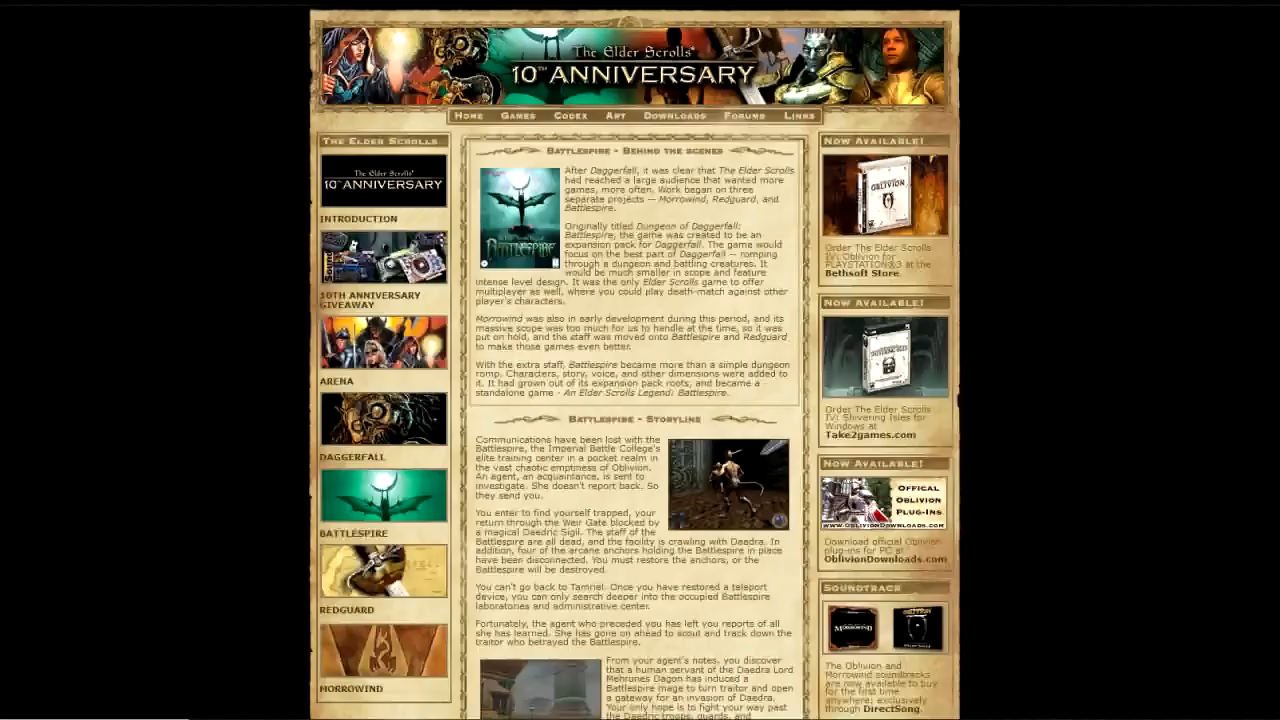 The Elder Scrolls®
10TH ANNIVERSARY
Home Games Codex Art Downloads Forums Links
The Elder Scrolls
The Elder Scrolls®
10TH ANNIVERSARY
INTRODUCTION
10TH ANNIVERSARY
GIVEAWAY
ARENA
DAGGERFALL
BATTLESPIRE
REDGUARD
MORROWIND
Battlespire - Behind the scenes
BATTLESPIRE
After Daggerfall, it was clear that The Elder Scrolls
had reached a large audience that wanted more
games, more often. Work began on three
separate projects -- Morrowind, Redguard, and
Battlespire.
Originally titled Dungeon of Daggerfall:
Battlespire, the game was created to be an
expansion pack for Daggerfall. The game would
focus on the best part of Daggerfall -- romping
through a dungeon and battling creatures. It
would be much smaller in scope and feature
intense level design. It was the only Elder Scrolls game to offer
multiplayer as well, where you could play death-match against other
player's characters.
Morrowind was also in early development during this period, and its
massive scope was too much for us to handle at the time, so it was
put on hold, and the staff was moved onto Battlespire and Redguard
to make those games even better.
With the extra staff, Battlespire became more than a simple dungeon
romp. Characters, story, voice, and other dimensions were added to
it. It had grown out of its expansion pack roots, and became a
standalone game - An Elder Scrolls Legend: Battlespire.
Battlespire - Storyline
Communications have been lost with the
Battlespire, the Imperial Battle College's
elite training center in a pocket realm in
the vast chaotic emptiness of Oblivion.
An agent, an acquaintance, is sent to
investigate. She doesn't report back. So
they send you.
You enter to find yourself trapped, your
return through the Weir Gate blocked by
a magical Daedric Sigil. The staff of the
Battlespire are all dead, and the facility is crawling with Daedra. In
addition, four of the arcane anchors holding the Battlespire in place
have been disconnected. You must restore the anchors, or the
Battlespire will be destroyed.
You can't go back to Tamriel. Once you have restored a teleport
device, you can only search deeper into the occupied Battlespire
laboratories and administrative center.
Fortunately, the agent who preceded you has left you reports of all
she has learned. She has gone on ahead to scout and track down the
traitor who betrayed the Battlespire.
From your agent's notes, you discover
that a human servant of the Daedra Lord
Mehrunes Dagon has induced a
Battlespire mage to turn traitor and open
a gateway for an invasion of Daedra.
Your only hope is to fight your way past
the Daedric troops, guards, and
Now Available!
OBLIVION
Order The Elder Scrolls
IV: Oblivion for
PLAYSTATION®3 at the
Bethsoft Store.
Now Available!
SHIVERING ISLES
Order The Elder Scrolls
IV: Shivering Isles for
Windows at
Take2games.com
Now Available!
Offical
Oblivion
Plug-Ins
www.OblivionDownloads.com
Download official Oblivion
plug-ins for PC at
OblivionDownloads.com
Soundtrack
MORROWIND
OBLIVION
The Oblivion and
Morrowind soundtracks
are now available to buy
for the first time
anywhere; exclusively
through DirectSong.